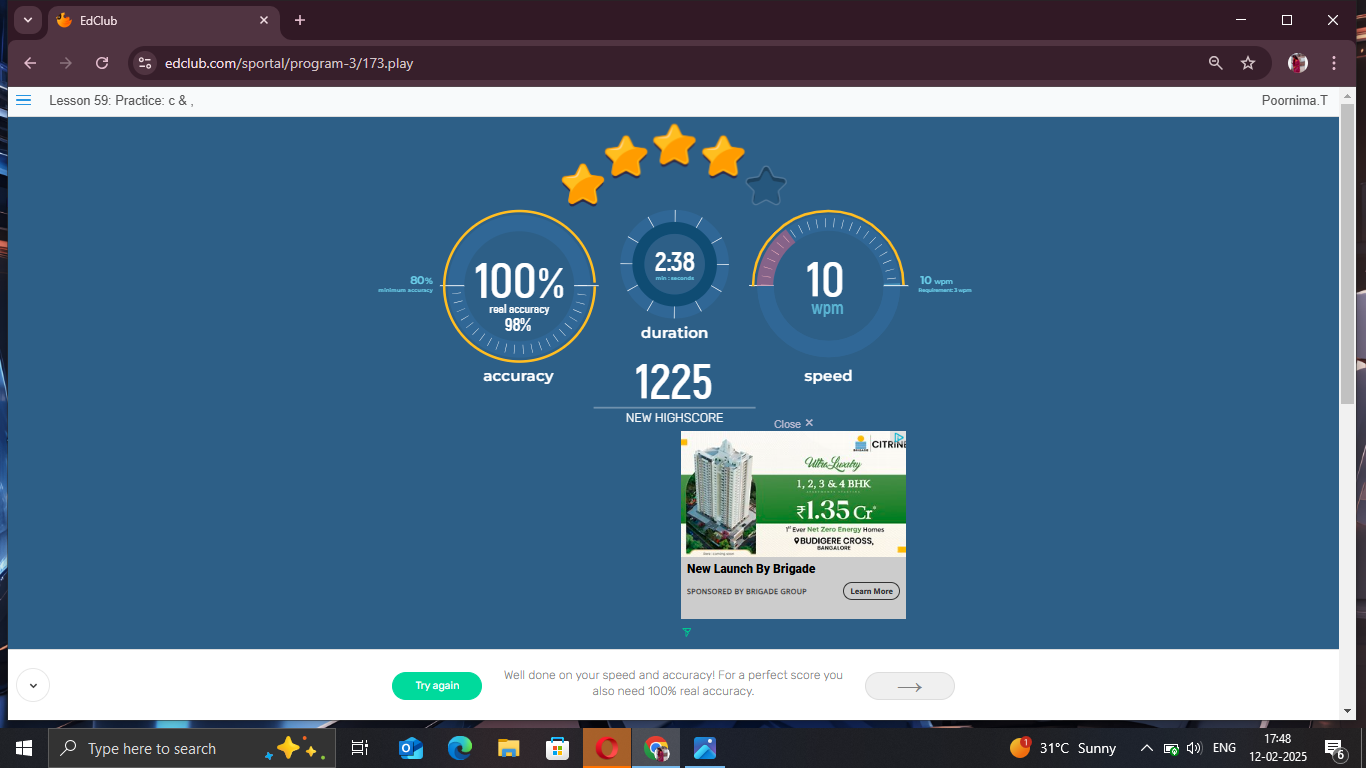 EdClub
edclub.com/sportal/program-3/173.play
Lesson 59: Practice: c & ,
Poornima.T
80%
minimum accuracy
100%
real accuracy
98%
accuracy
2:38
min : seconds
duration
10
wpm
speed
10 wpm
Requirement: 3 wpm
1225
NEW HIGHSCORE
Close ✕
CITRINE
Ultra Luxury
1, 2, 3 & 4 BHK
₹1.35 Cr*
1st Ever Net Zero Energy Homes
BUDIGERE CROSS,
BANGALORE
New Launch By Brigade
SPONSORED BY BRIGADE GROUP
Learn More
Try again
Well done on your speed and accuracy! For a perfect score you
also need 100% real accuracy.
Type here to search
1
31°C Sunny
ENG
17:48
12-02-2025
6